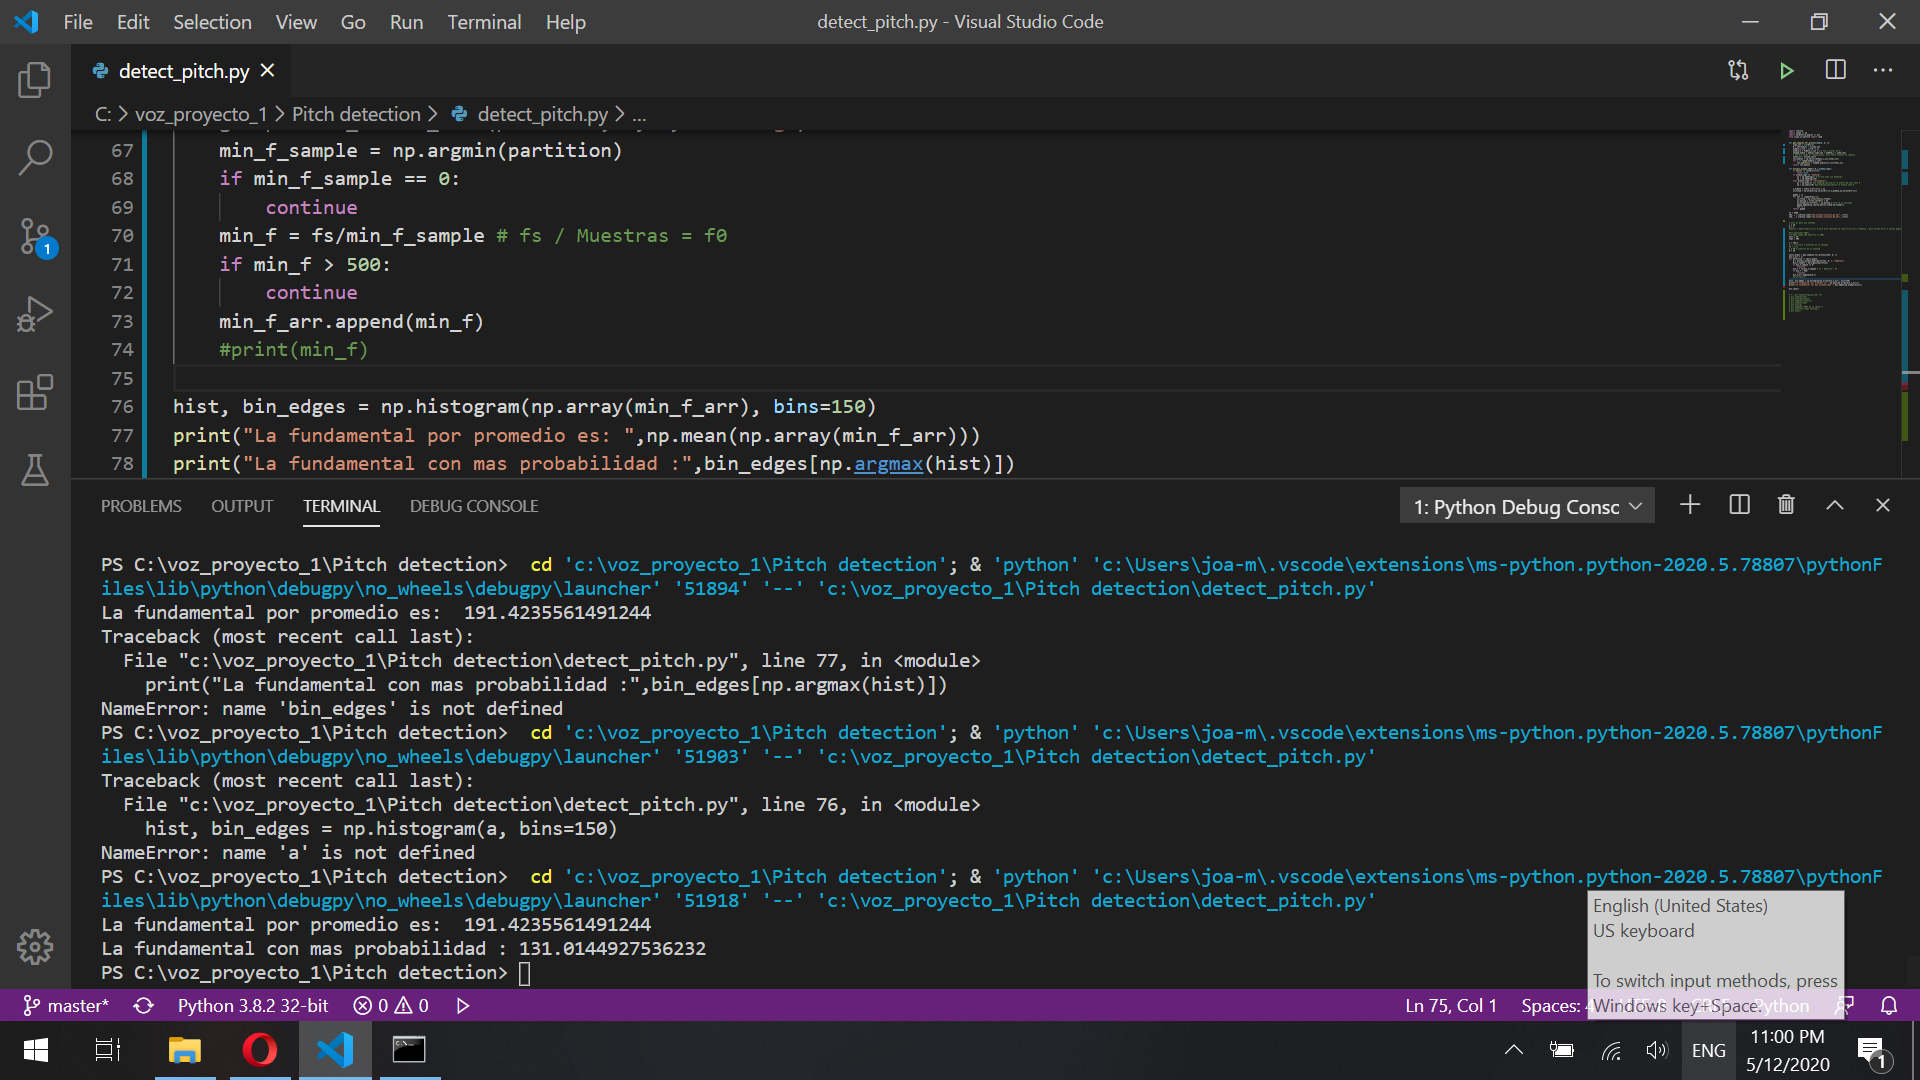 File Edit Selection View Go Run Terminal Help
detect_pitch.py - Visual Studio Code
detect_pitch.py
C: > voz_proyecto_1 > Pitch detection > detect_pitch.py > ...
67 min_f_sample = np.argmin(partition)
68 if min_f_sample == 0:
69 continue
70 min_f = fs/min_f_sample # fs / Muestras = f0
71 if min_f > 500:
72 continue
73 min_f_arr.append(min_f)
74 #print(min_f)
75
76 hist, bin_edges = np.histogram(np.array(min_f_arr), bins=150)
77 print("La fundamental por promedio es: ",np.mean(np.array(min_f_arr)))
78 print("La fundamental con mas probabilidad :",bin_edges[np.argmax(hist)])
1
PROBLEMS OUTPUT TERMINAL DEBUG CONSOLE
1: Python Debug Consc
PS C:\voz_proyecto_1\Pitch detection>  cd 'c:\voz_proyecto_1\Pitch detection'; & 'python' 'c:\Users\joa-m\.vscode\extensions\ms-python.python-2020.5.78807\pythonF
iles\lib\python\debugpy\no_wheels\debugpy\launcher' '51894' '--' 'c:\voz_proyecto_1\Pitch detection\detect_pitch.py'
La fundamental por promedio es:  191.4235561491244
Traceback (most recent call last):
  File "c:\voz_proyecto_1\Pitch detection\detect_pitch.py", line 77, in <module>
    print("La fundamental con mas probabilidad :",bin_edges[np.argmax(hist)])
NameError: name 'bin_edges' is not defined
PS C:\voz_proyecto_1\Pitch detection>  cd 'c:\voz_proyecto_1\Pitch detection'; & 'python' 'c:\Users\joa-m\.vscode\extensions\ms-python.python-2020.5.78807\pythonF
iles\lib\python\debugpy\no_wheels\debugpy\launcher' '51903' '--' 'c:\voz_proyecto_1\Pitch detection\detect_pitch.py'
Traceback (most recent call last):
  File "c:\voz_proyecto_1\Pitch detection\detect_pitch.py", line 76, in <module>
    hist, bin_edges = np.histogram(a, bins=150)
NameError: name 'a' is not defined
PS C:\voz_proyecto_1\Pitch detection>  cd 'c:\voz_proyecto_1\Pitch detection'; & 'python' 'c:\Users\joa-m\.vscode\extensions\ms-python.python-2020.5.78807\pythonF
iles\lib\python\debugpy\no_wheels\debugpy\launcher' '51918' '--' 'c:\voz_proyecto_1\Pitch detection\detect_pitch.py'
La fundamental por promedio es:  191.4235561491244
La fundamental con mas probabilidad : 131.0144927536232
PS C:\voz_proyecto_1\Pitch detection>
English (United States)
US keyboard
To switch input methods, press
Windows key+Space.
master* Python 3.8.2 32-bit 0 0 Ln 75, Col 1 Spaces: Python
ENG 11:00 PM
5/12/2020
1